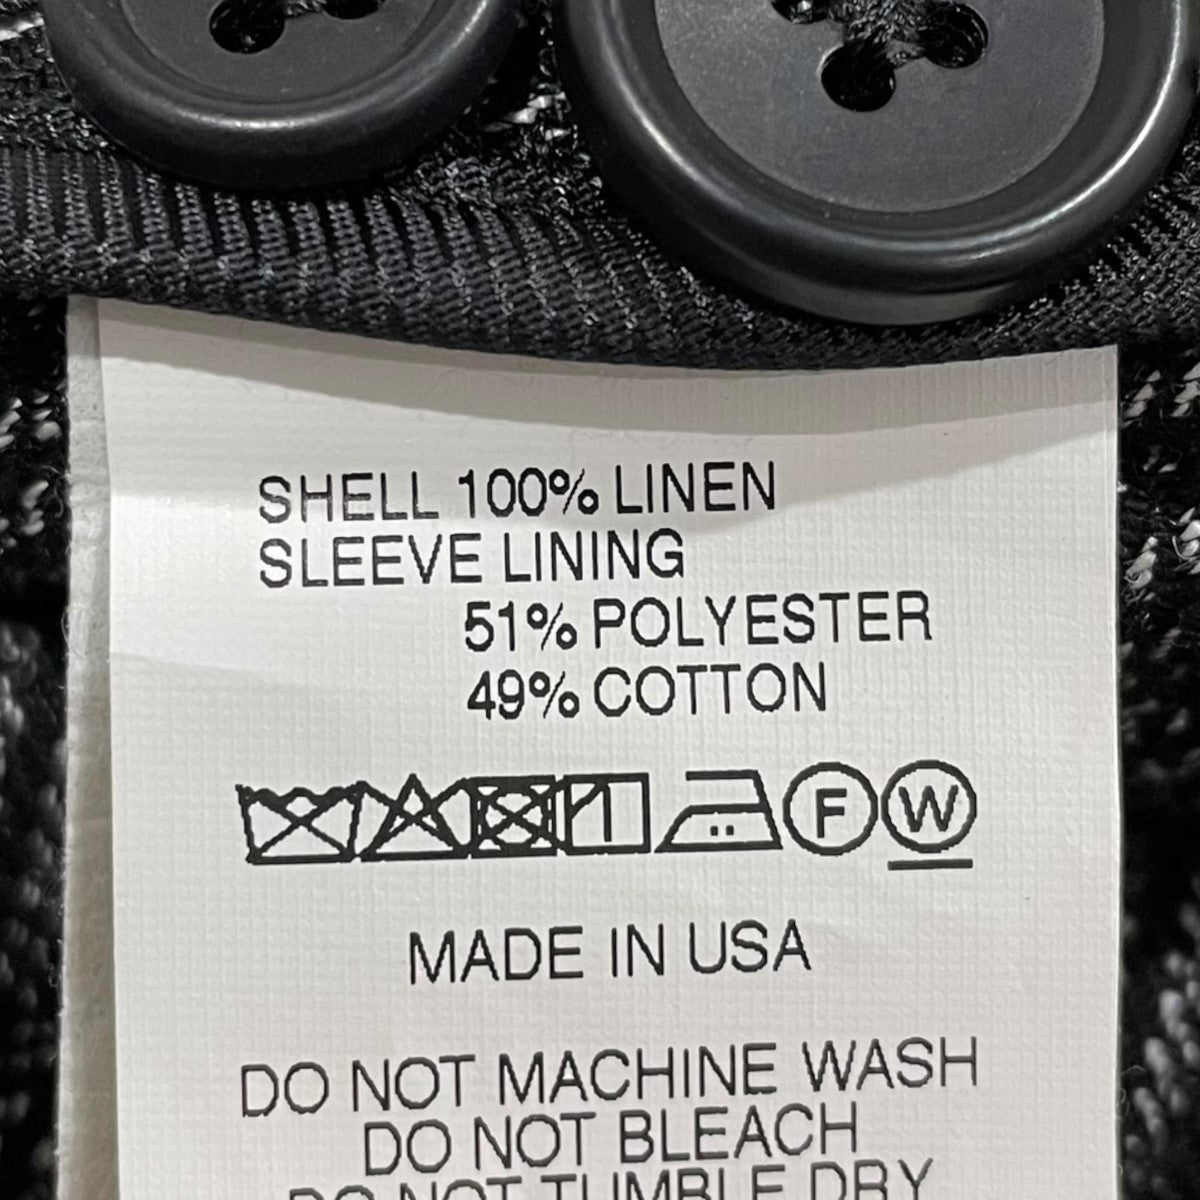 SHELL 100% LINEN
SLEEVE LINING
51% POLYESTER
49% COTTON
F W
MADE IN USA
DO NOT MACHINE WASH
DO NOT BLEACH
DO NOT TUMBLE DRY